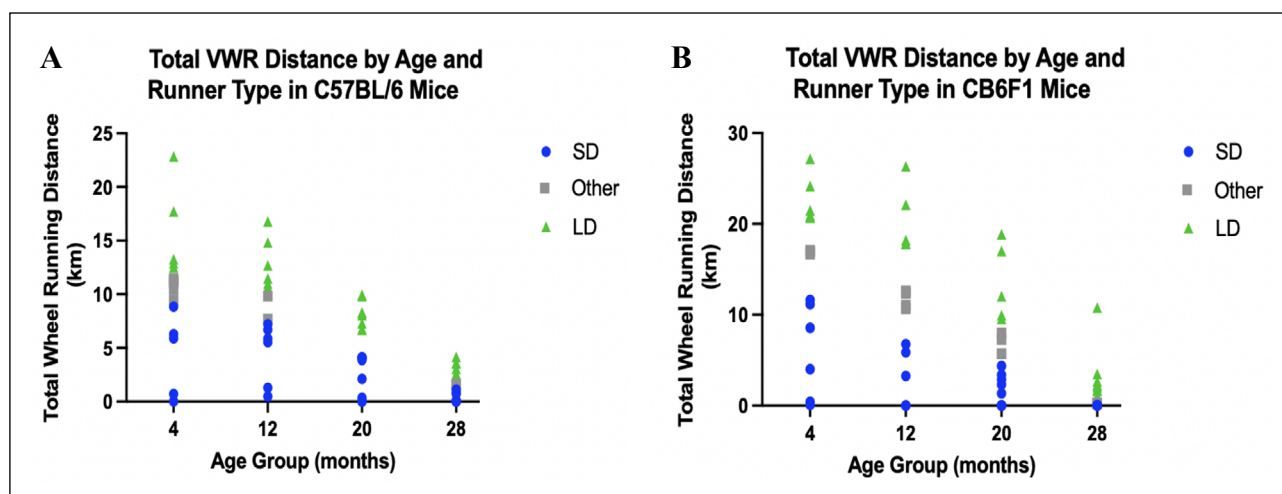 A
Total VWR Distance by Age and
Runner Type in C57BL/6 Mice
Total Wheel Running Distance
(km)
25
20
15
10
5
0
4 12 20 28
Age Group (months)
SD
Other
LD
B
Total VWR Distance by Age and
Runner Type in CB6F1 Mice
Total Wheel Running Distance
(km)
30
20
10
0
4 12 20 28
Age Group (months)
SD
Other
LD